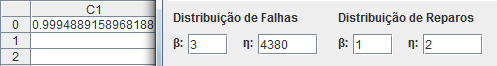 C1
0 0.9994889158968188
1
2
Distribuição de Falhas Distribuição de Reparos
β: 3 η: 4380 β: 1 η: 2